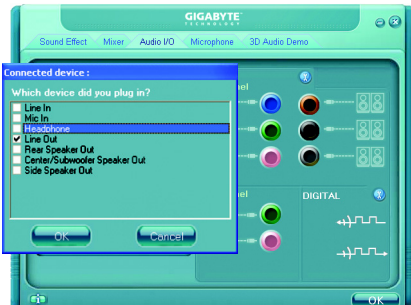 GIGABYTE
TECHNOLOGY
Sound Effect Mixer Audio I/O Microphone 3D Audio Demo
Connected device :
Which device did you plug in?
Line In
Mic In
Headphone
Line Out
Rear Speaker Out
Center/Subwoofer Speaker Out
Side Speaker Out
OK Cancel
nel
nel
DIGITAL
OK